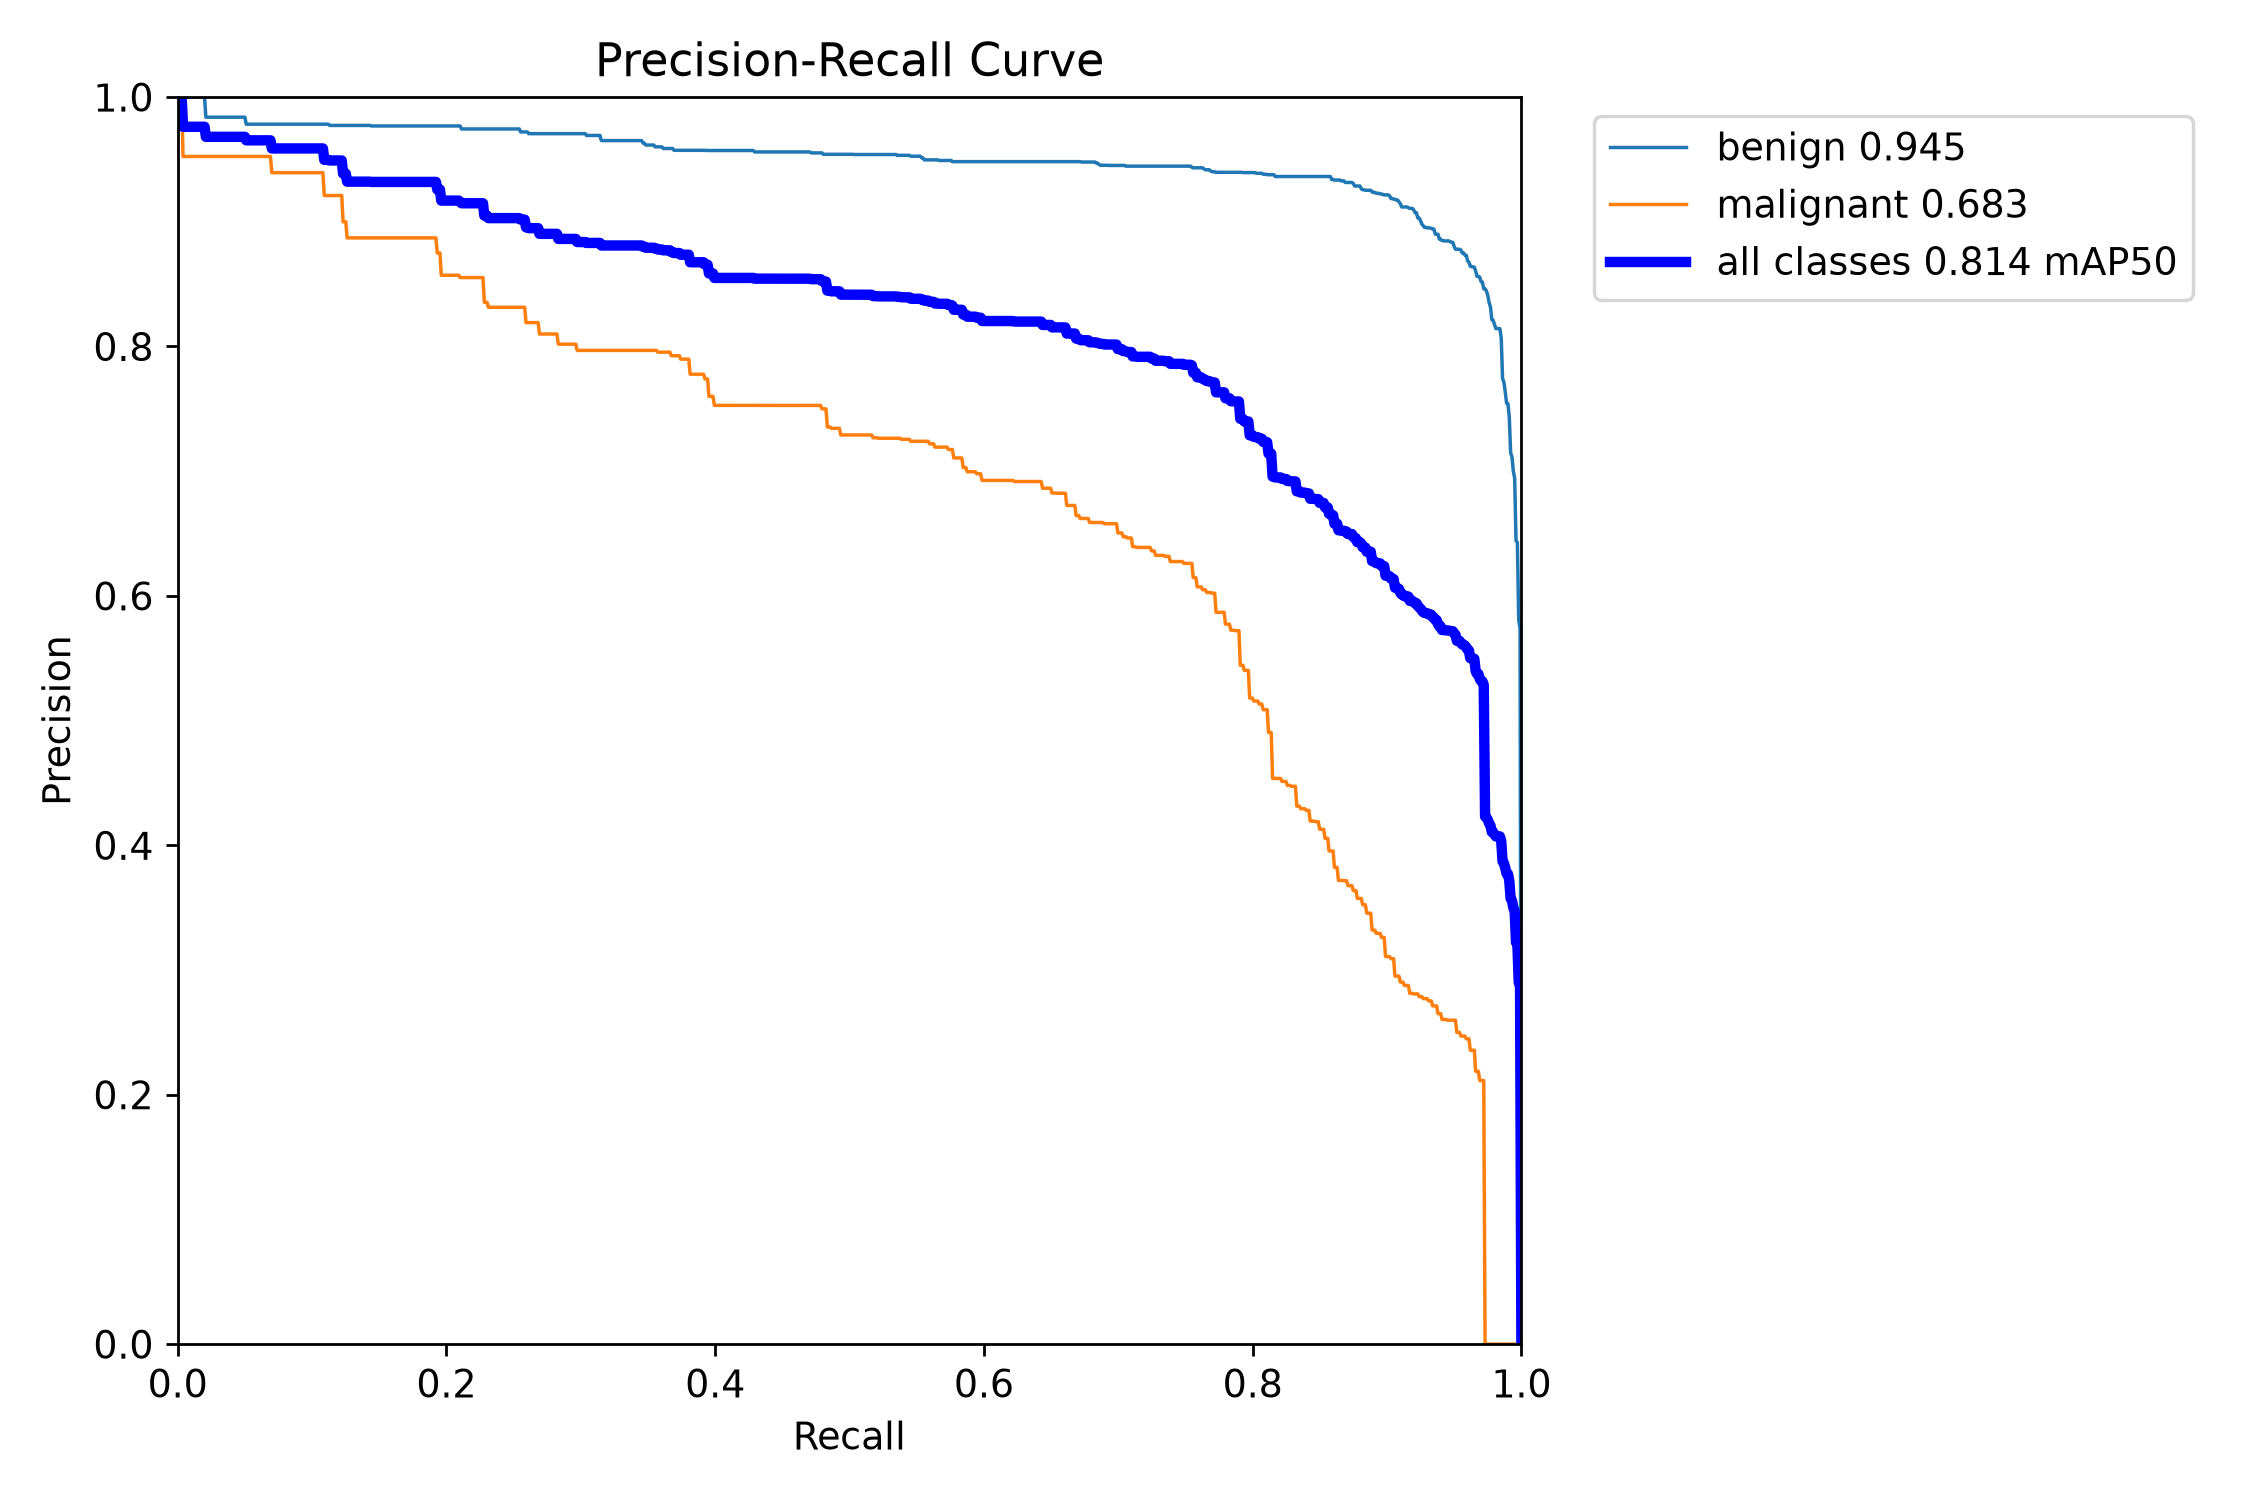 Precision-Recall Curve
1.0
0.8
0.6
0.4
0.2
0.0
Precision
0.0 0.2 0.4 0.6 0.8 1.0
Recall
benign 0.945
malignant 0.683
all classes 0.814 mAP50